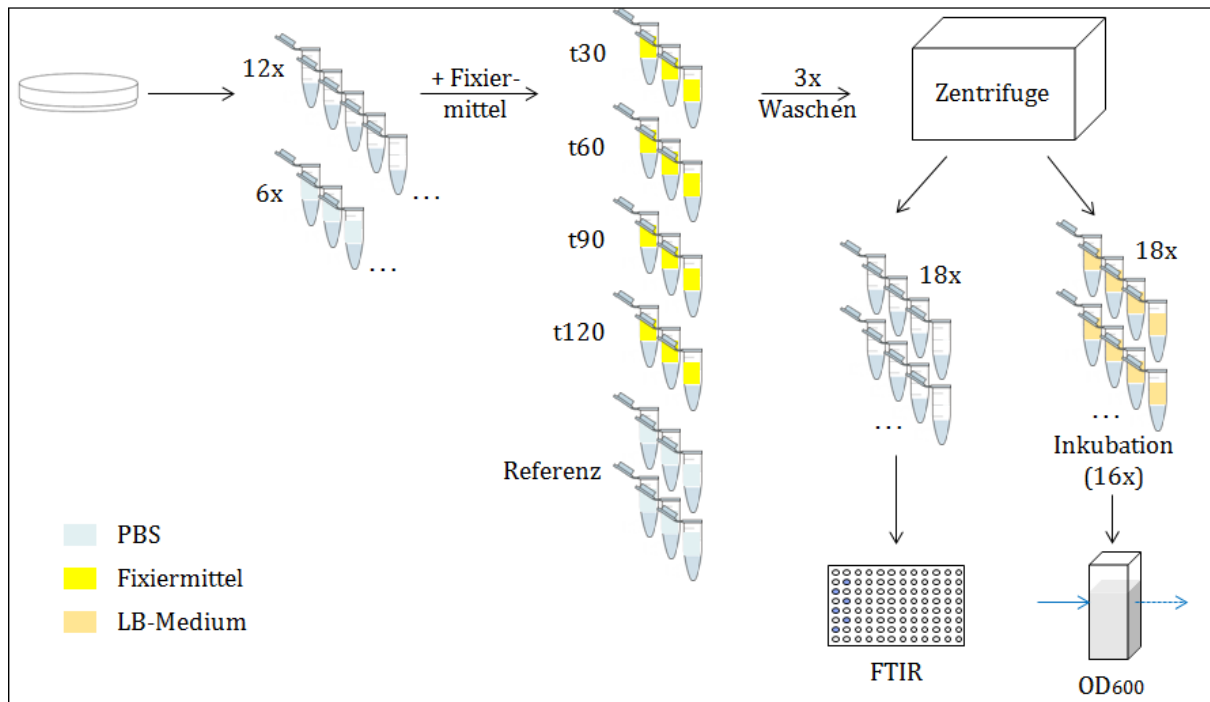 12x
6x
...
...
+ Fixier-
mittel
t30
t60
t90
t120
Referenz
3x
Waschen
Zentrifuge
18x
...
FTIR
18x
...
Inkubation
(16x)
OD600
PBS
Fixiermittel
LB-Medium